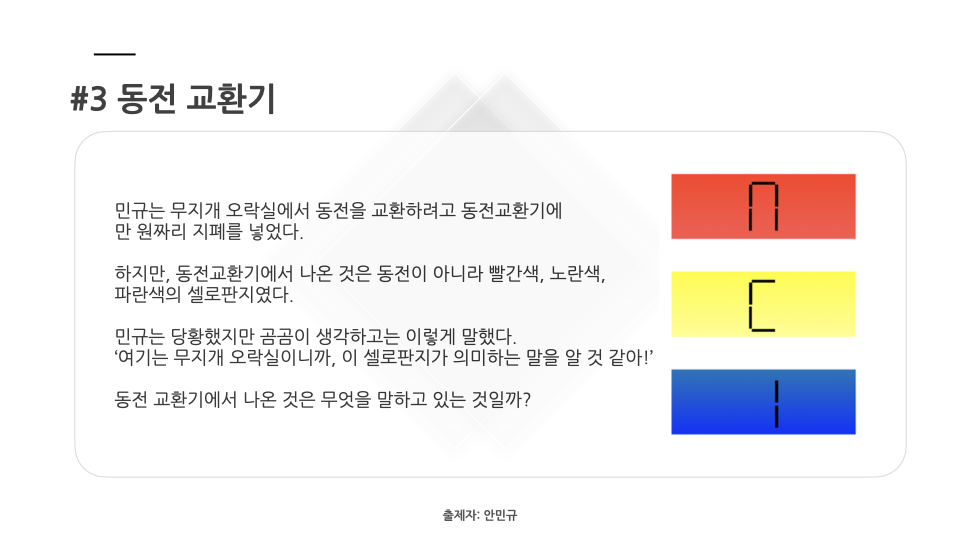 #3 동전 교환기
민규는 무지개 오락실에서 동전을 교환하려고 동전교환기에
만 원짜리 지폐를 넣었다.
하지만, 동전교환기에서 나온 것은 동전이 아니라 빨간색, 노란색,
파란색의 셀로판지였다.
민규는 당황했지만 곰곰이 생각하고는 이렇게 말했다.
‘여기는 무지개 오락실이니까, 이 셀로판지가 의미하는 말을 알 것 같아!’
동전 교환기에서 나온 것은 무엇을 말하고 있는 것일까?
출제자: 안민규